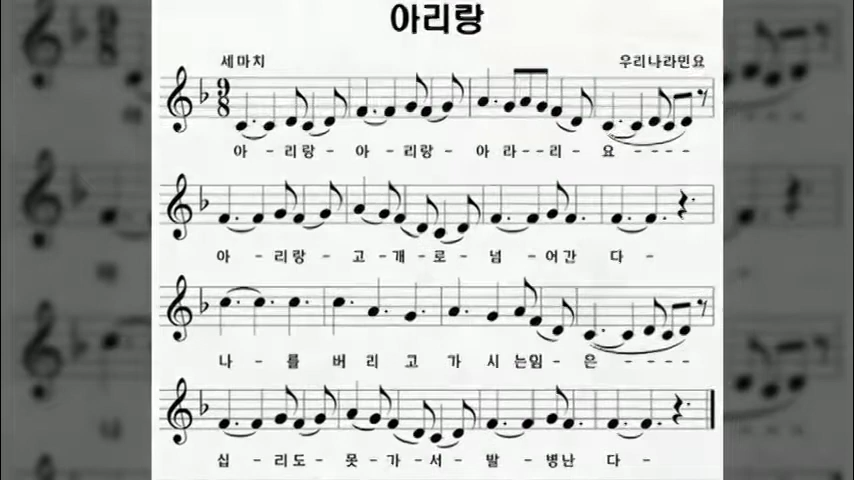 아리랑
세마치 우리나라민요
9
8
아 - 리랑 - 아 - 리랑 - 아 라--리 - 요 ----
아 - 리랑 - 고 - 개 - 로 - 넘 - 어간 다 -
나 - 를 버 리 고 가 시 는임 - 은 ----
십 - 리도 - 못 - 가 - 서 - 발 - 병난 다 -